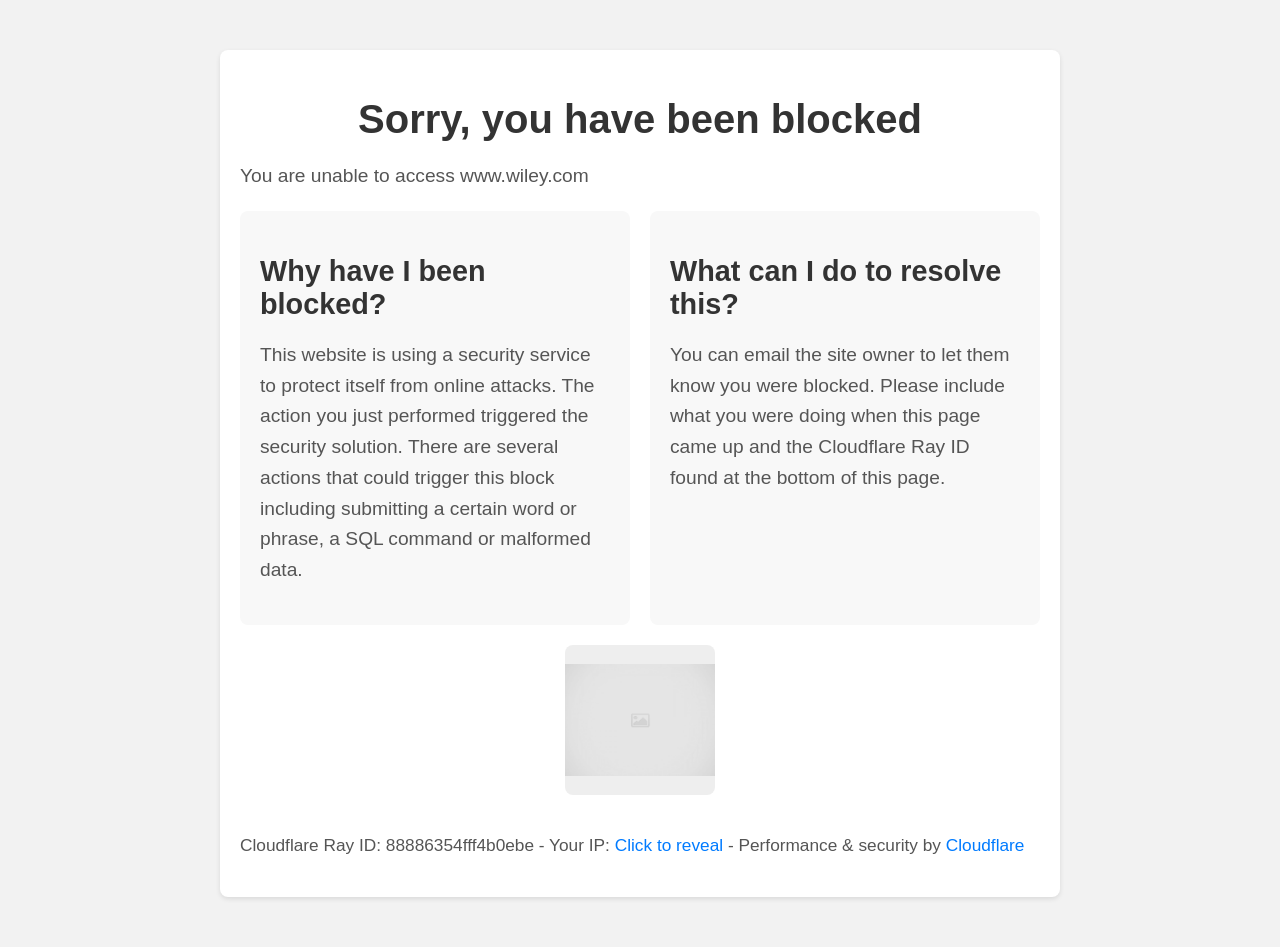 Sorry, you have been blocked
You are unable to access www.wiley.com
Why have I been
blocked?
This website is using a security service
to protect itself from online attacks. The
action you just performed triggered the
security solution. There are several
actions that could trigger this block
including submitting a certain word or
phrase, a SQL command or malformed
data.
What can I do to resolve
this?
You can email the site owner to let them
know you were blocked. Please include
what you were doing when this page
came up and the Cloudflare Ray ID
found at the bottom of this page.
Cloudflare Ray ID: 88886354fff4b0ebe - Your IP: Click to reveal - Performance & security by Cloudflare